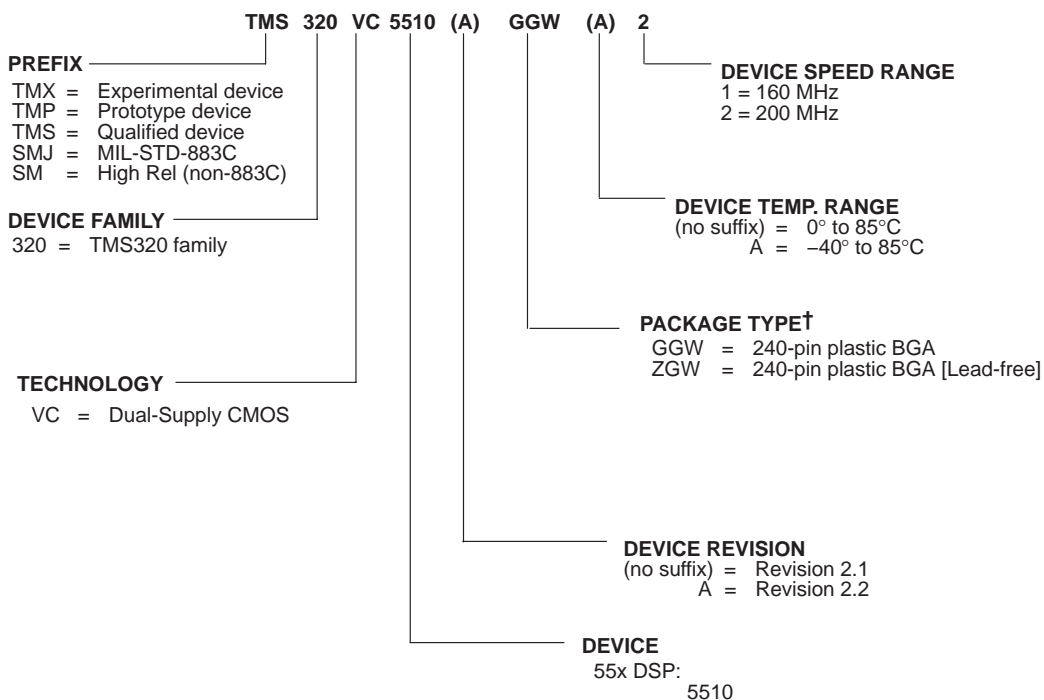 TMS 320 VC 5510 (A) GGW (A) 2
PREFIX
TMX = Experimental device
TMP = Prototype device
TMS = Qualified device
SMJ = MIL-STD-883C
SM = High Rel (non-883C)
DEVICE SPEED RANGE
1 = 160 MHz
2 = 200 MHz
DEVICE FAMILY
320 = TMS320 family
DEVICE TEMP. RANGE
(no suffix) = 0° to 85°C
A = −40° to 85°C
PACKAGE TYPE†
GGW = 240-pin plastic BGA
ZGW = 240-pin plastic BGA [Lead-free]
TECHNOLOGY
VC = Dual-Supply CMOS
DEVICE REVISION
(no suffix) = Revision 2.1
A = Revision 2.2
DEVICE
55x DSP:
5510